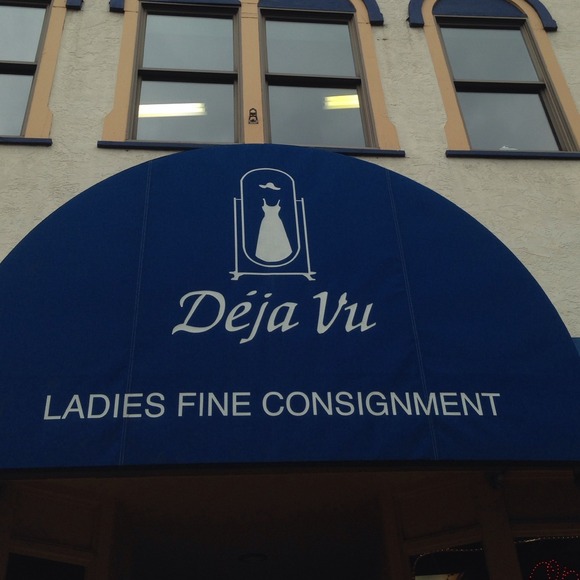 Déja Vu
LADIES FINE CONSIGNMENT